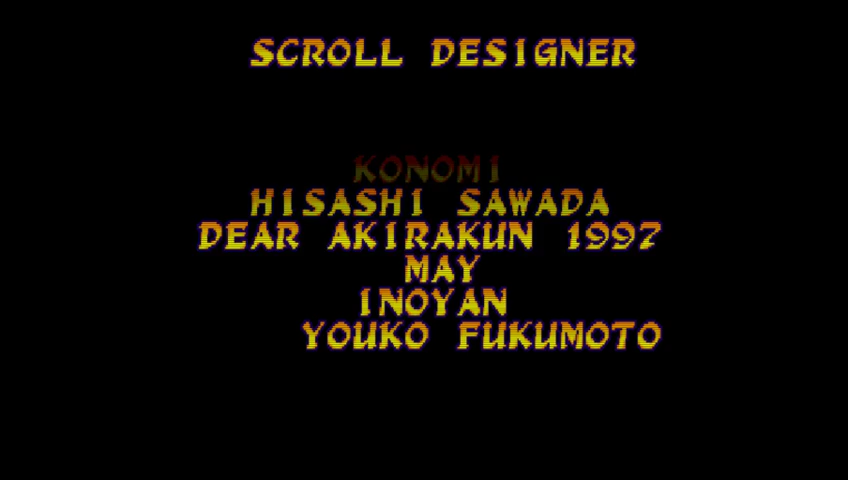 SCROLL DESIGNER
KONOMI
HISASHI SAWADA
DEAR AKIRAKUN 1997
MAY
INOYAN
YOUKO FUKUMOTO